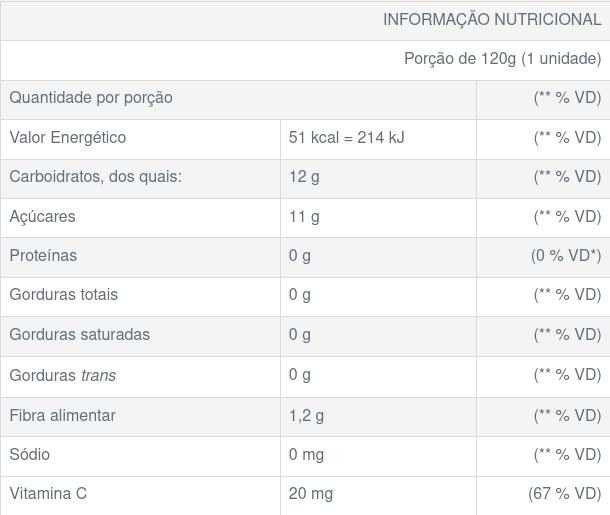 INFORMAÇÃO NUTRICIONAL
Porção de 120g (1 unidade)
Quantidade por porção (** % VD)
Valor Energético 51 kcal = 214 kJ (** % VD)
Carboidratos, dos quais: 12 g (** % VD)
Açúcares 11 g (** % VD)
Proteínas 0 g (0 % VD*)
Gorduras totais 0 g (** % VD)
Gorduras saturadas 0 g (** % VD)
Gorduras trans 0 g (** % VD)
Fibra alimentar 1,2 g (** % VD)
Sódio 0 mg (** % VD)
Vitamina C 20 mg (67 % VD)